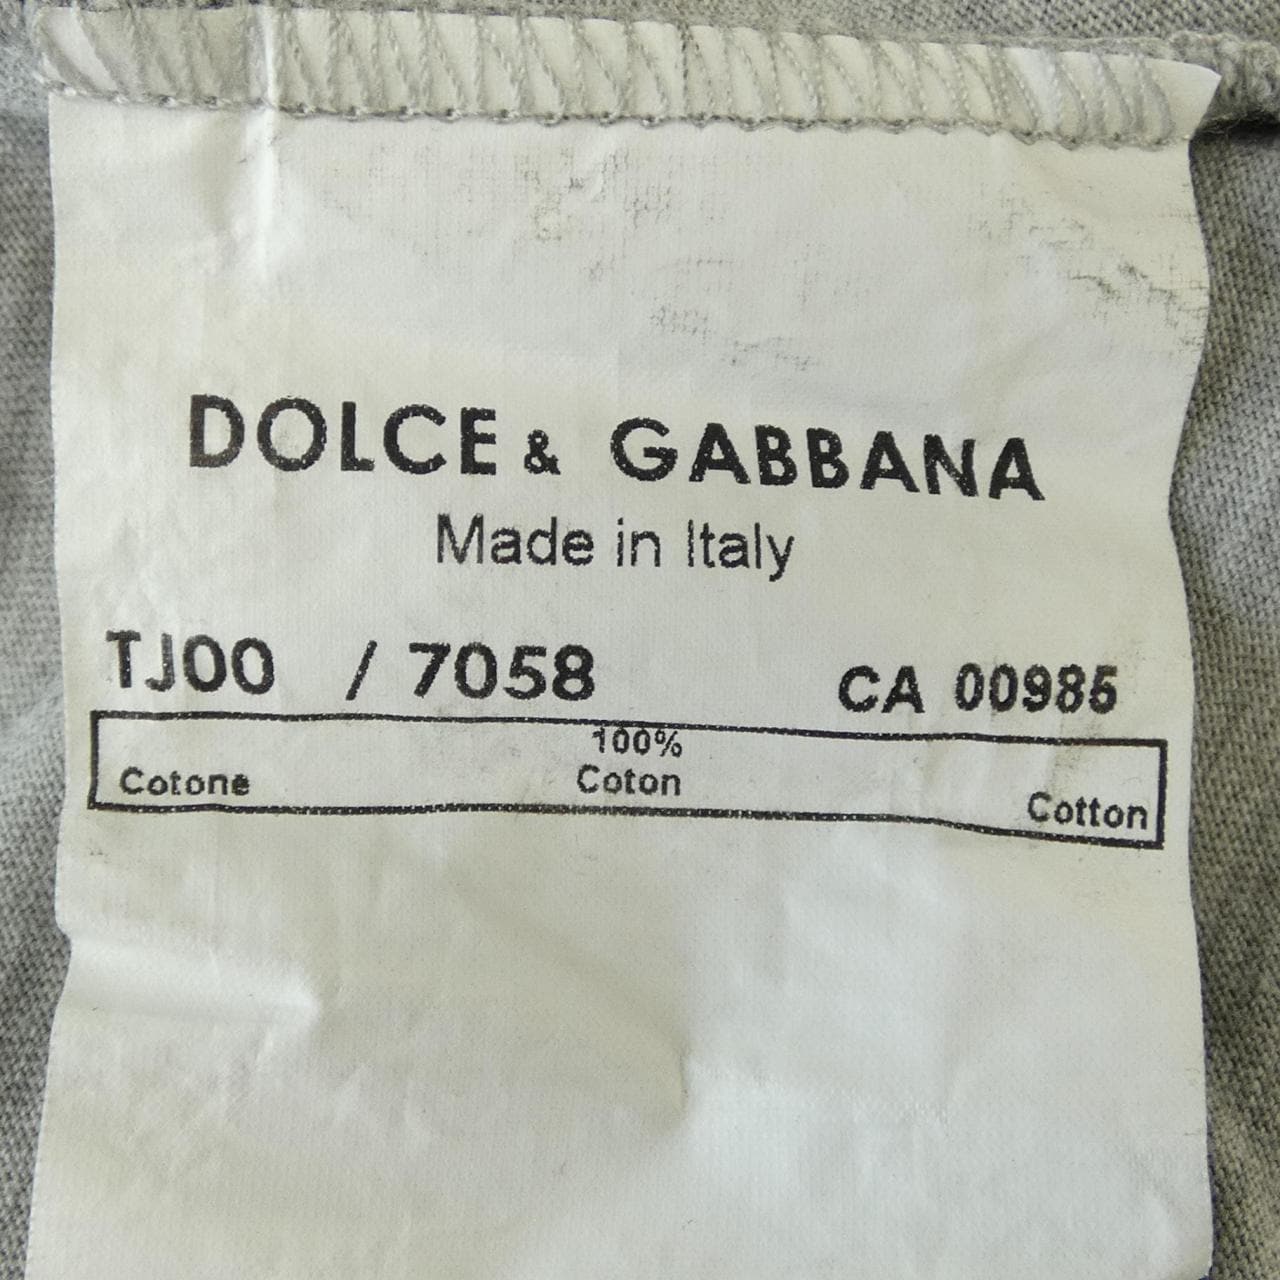 DOLCE & GABBANA
Made in Italy
TJ00 / 7058 CA 00985
100%
Cotone Coton Cotton